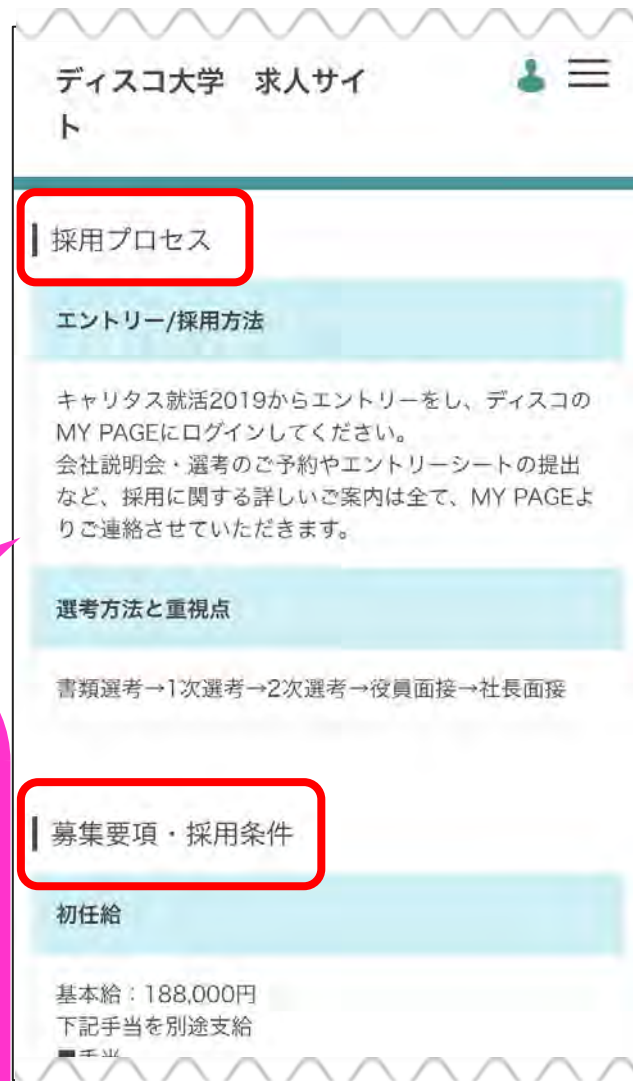 ディスコ大学　求人サイ
ト
採用プロセス
エントリー/採用方法
キャリタス就活2019からエントリーをし、ディスコの
MY PAGEにログインしてください。
会社説明会・選考のご予約やエントリーシートの提出
など、採用に関する詳しいご案内は全て、MY PAGEよ
りご連絡させていただきます。
選考方法と重視点
書類選考→1次選考→2次選考→役員面接→社長面接
募集要項・採用条件
初任給
基本給：188,000円
下記手当を別途支給
■手当